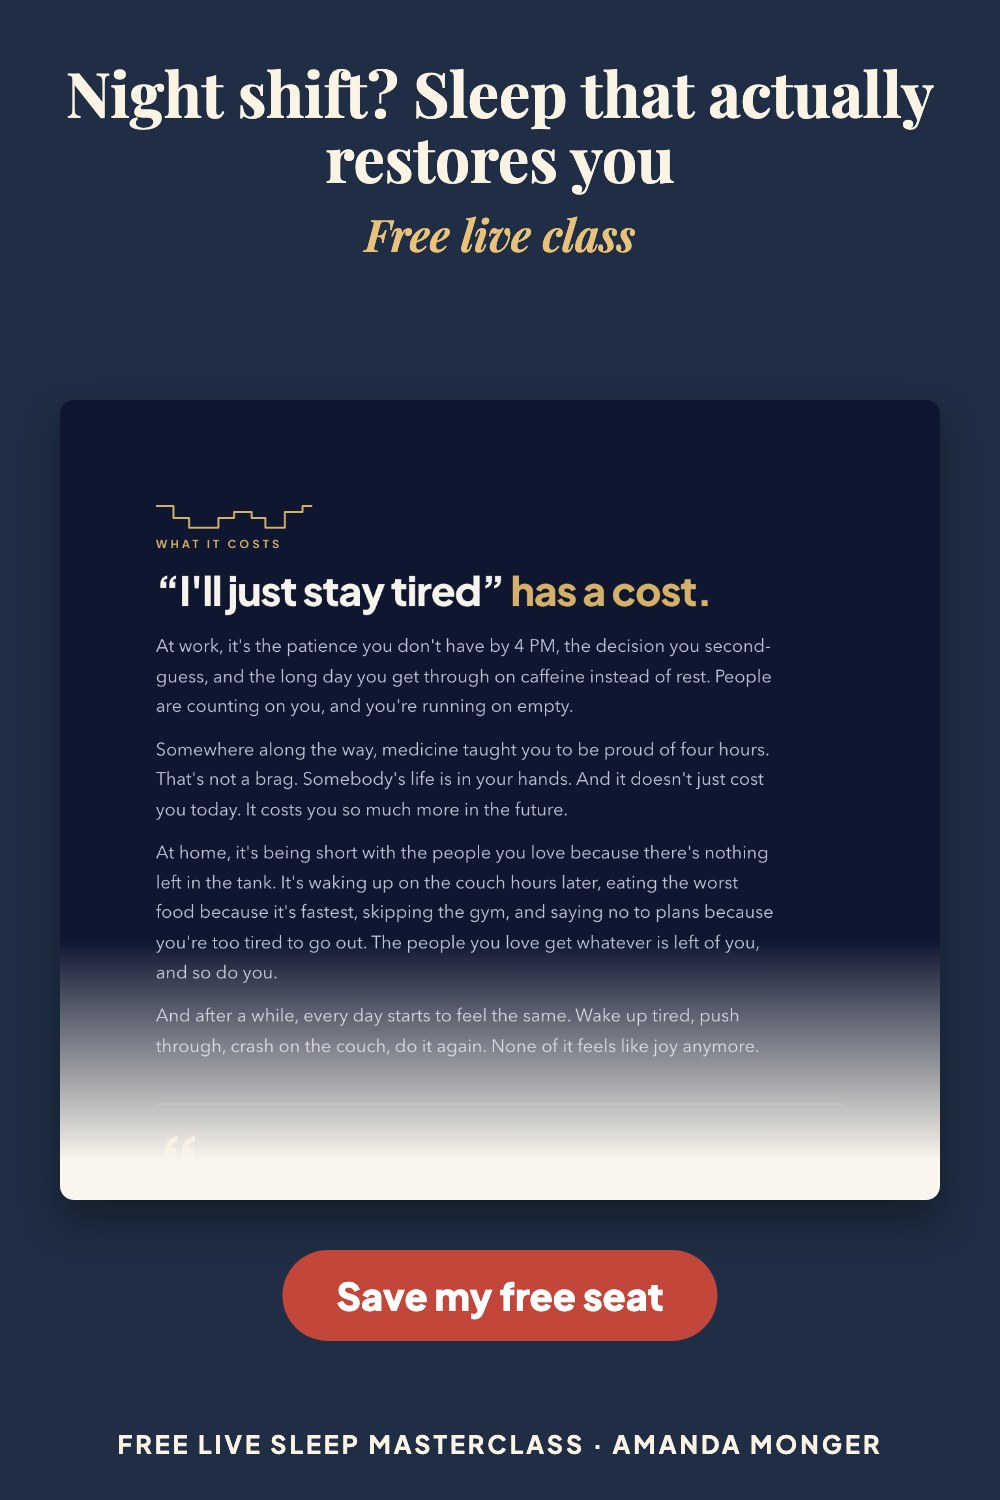 Night shift? Sleep that actually
restores you
Free live class
WHAT IT COSTS
“I'll just stay tired” has a cost.
At work, it's the patience you don't have by 4 PM, the decision you second-
guess, and the long day you get through on caffeine instead of rest. People
are counting on you, and you're running on empty.
Somewhere along the way, medicine taught you to be proud of four hours.
That's not a brag. Somebody's life is in your hands. And it doesn't just cost
you today. It costs you so much more in the future.
At home, it's being short with the people you love because there's nothing
left in the tank. It's waking up on the couch hours later, eating the worst
food because it's fastest, skipping the gym, and saying no to plans because
you're too tired to go out. The people you love get whatever is left of you,
and so do you.
And after a while, every day starts to feel the same. Wake up tired, push
through, crash on the couch, do it again. None of it feels like joy anymore.
“
Save my free seat
FREE LIVE SLEEP MASTERCLASS · AMANDA MONGER